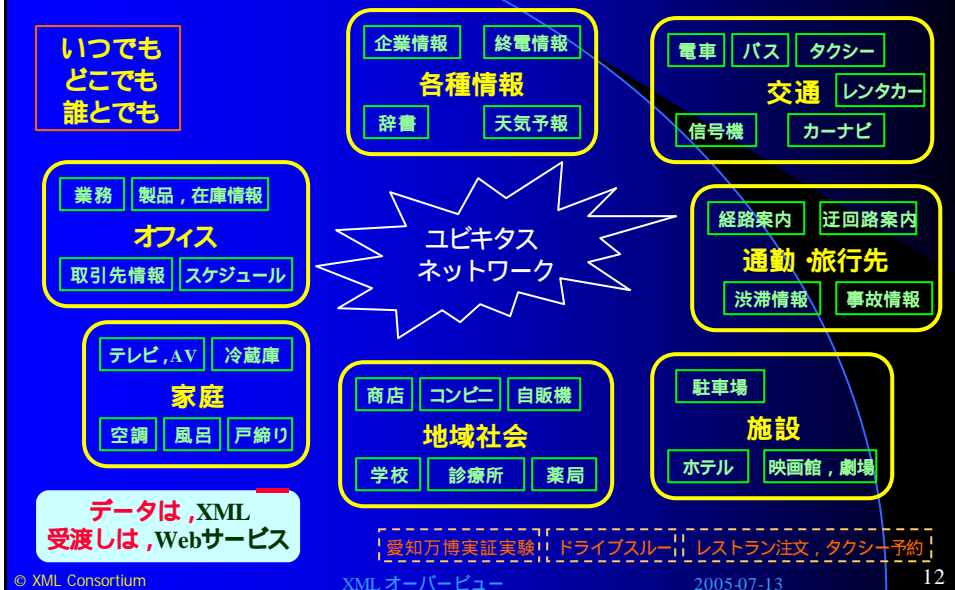 いつでも
どこでも
誰とでも
企業情報 終電情報
各種情報
辞書 天気予報
電車 バス タクシー
交通 レンタカー
信号機 カーナビ
業務 製品，在庫情報
オフィス
取引先情報 スケジュール
ユビキタス
ネットワーク
経路案内 迂回路案内
通勤・旅行先
渋滞情報 事故情報
テレビ,AV 冷蔵庫
家庭
空調 風呂 戸締り
商店 コンビニ 自販機
地域社会
学校 診療所 薬局
駐車場
施設
ホテル 映画館，劇場
データは,XML
受渡しは,Webサービス
愛知万博実証実験 ドライブスルー レストラン注文，タクシー予約
© XML Consortium XML オーバービュー 2005-07-13 12